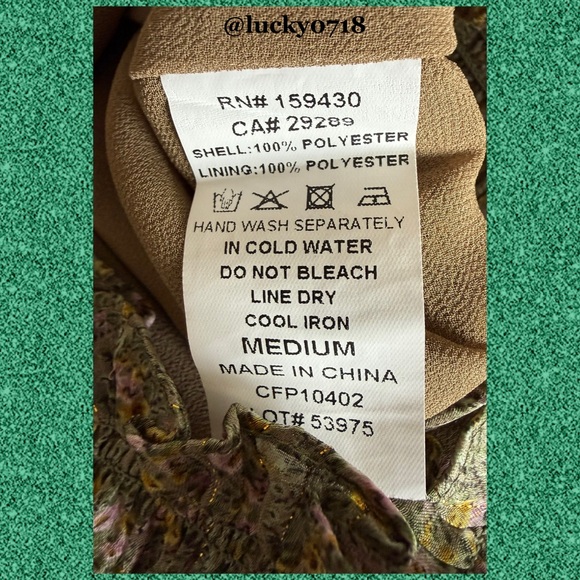 @lucky0718
RN# 159430
CA# 29289
SHELL:100% POLYESTER
LINING:100% POLYESTER
HAND WASH SEPARATELY
IN COLD WATER
DO NOT BLEACH
LINE DRY
COOL IRON
MEDIUM
MADE IN CHINA
CFP10402
LOT# 53975